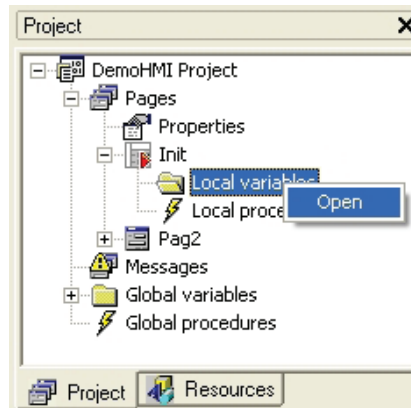 Project
DemoHMI Project
Pages
Properties
Init
Local variables
Open
Local proce
Pag2
Messages
Global variables
Global procedures
Project Resources